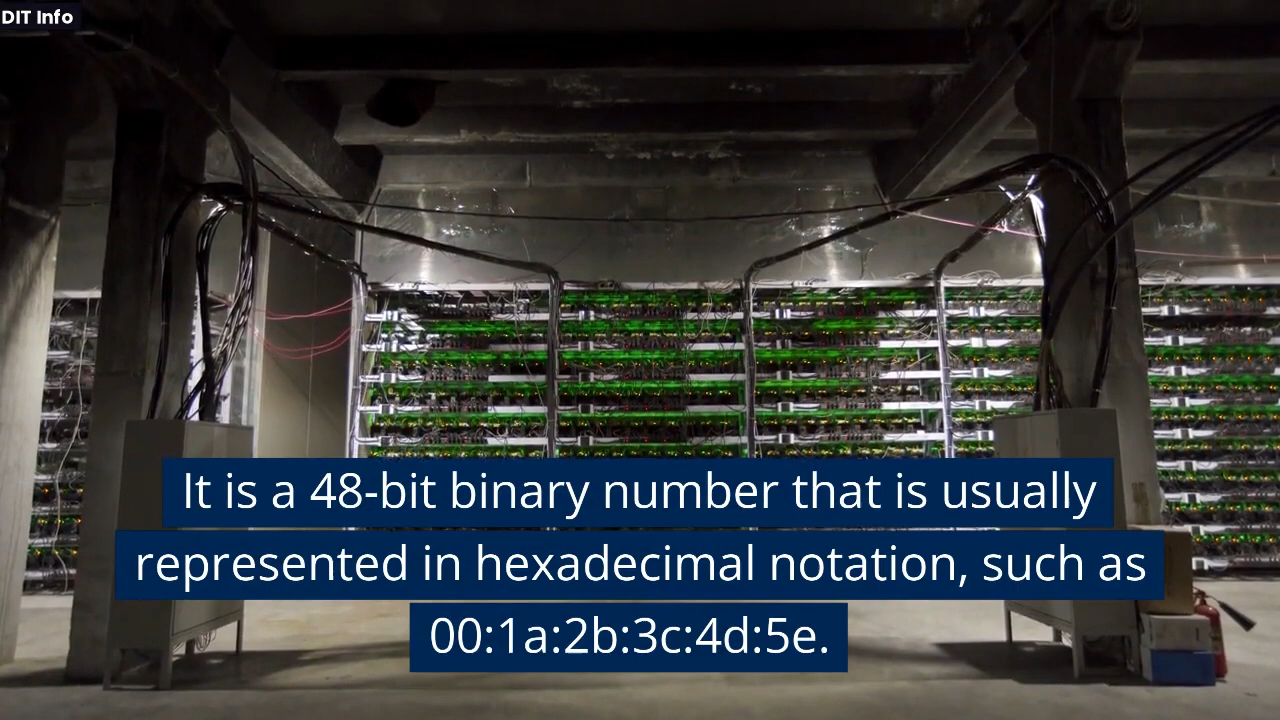 DIT Info
It is a 48-bit binary number that is usually
represented in hexadecimal notation, such as
00:1a:2b:3c:4d:5e.